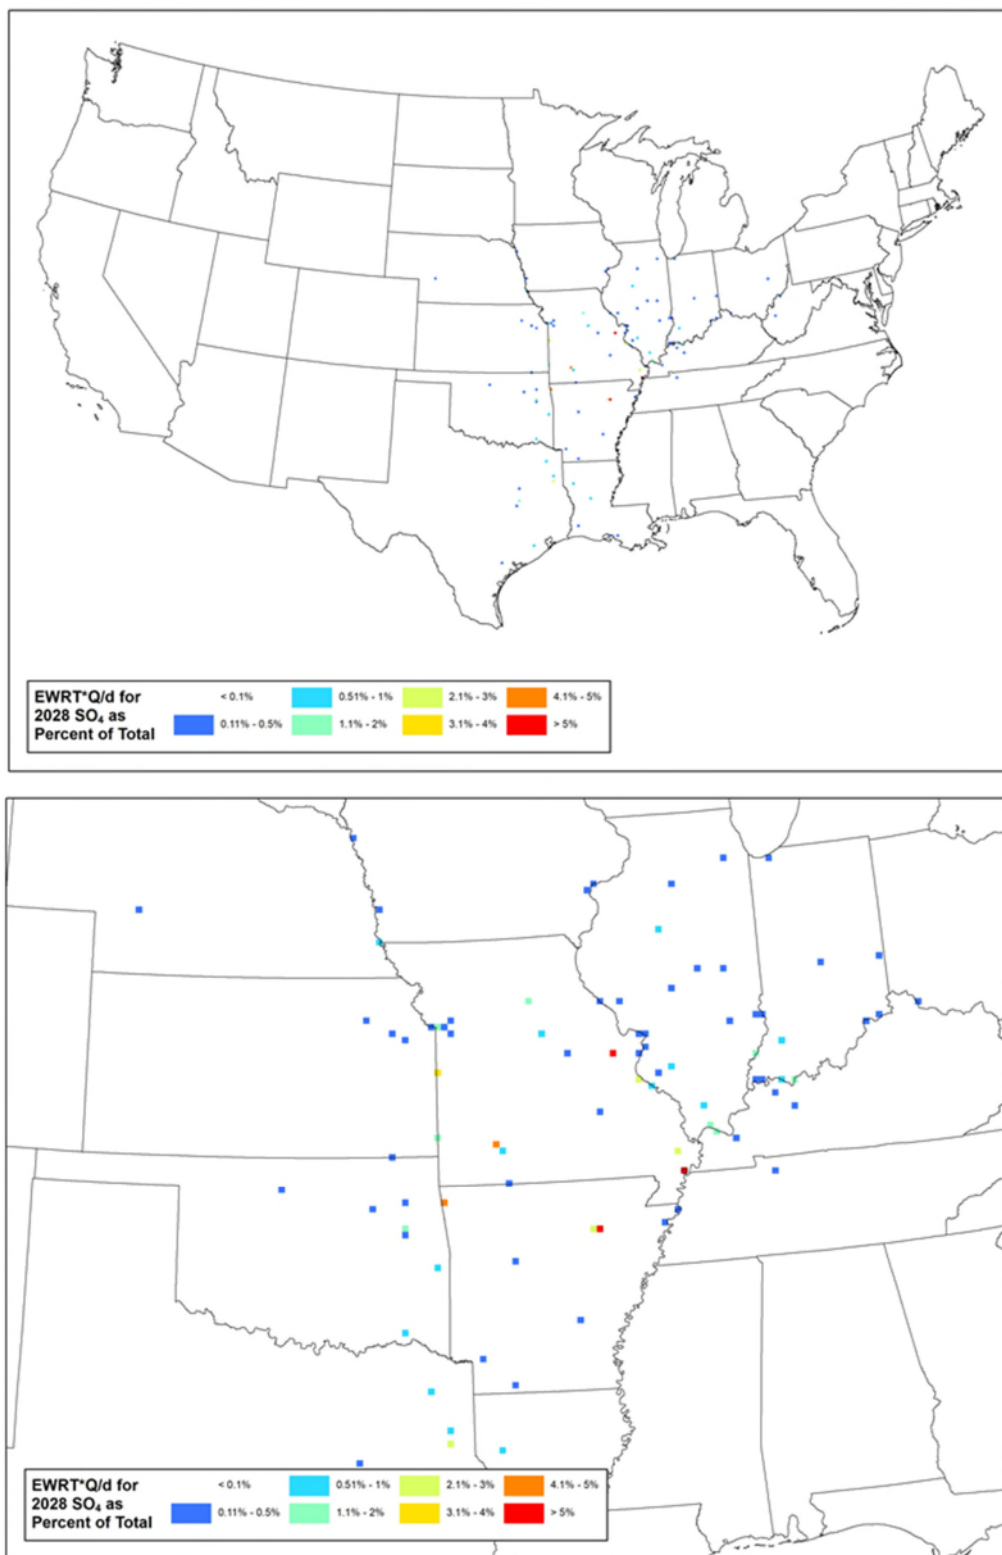 EWRT*Q/d for
2028 SO₄ as
Percent of Total
< 0.1%
0.51% - 1%
2.1% - 3%
4.1% - 5%
0.11% - 0.5%
1.1% - 2%
3.1% - 4%
> 5%
EWRT*Q/d for
2028 SO₄ as
Percent of Total
< 0.1%
0.51% - 1%
2.1% - 3%
4.1% - 5%
0.11% - 0.5%
1.1% - 2%
3.1% - 4%
> 5%